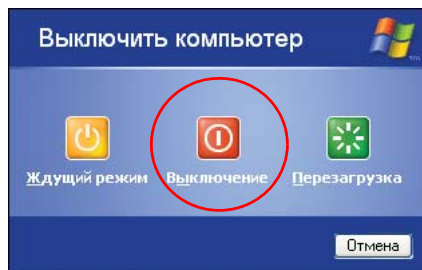 Выключить компьютер
Ждущий режим Выключение Перезагрузка
Отмена